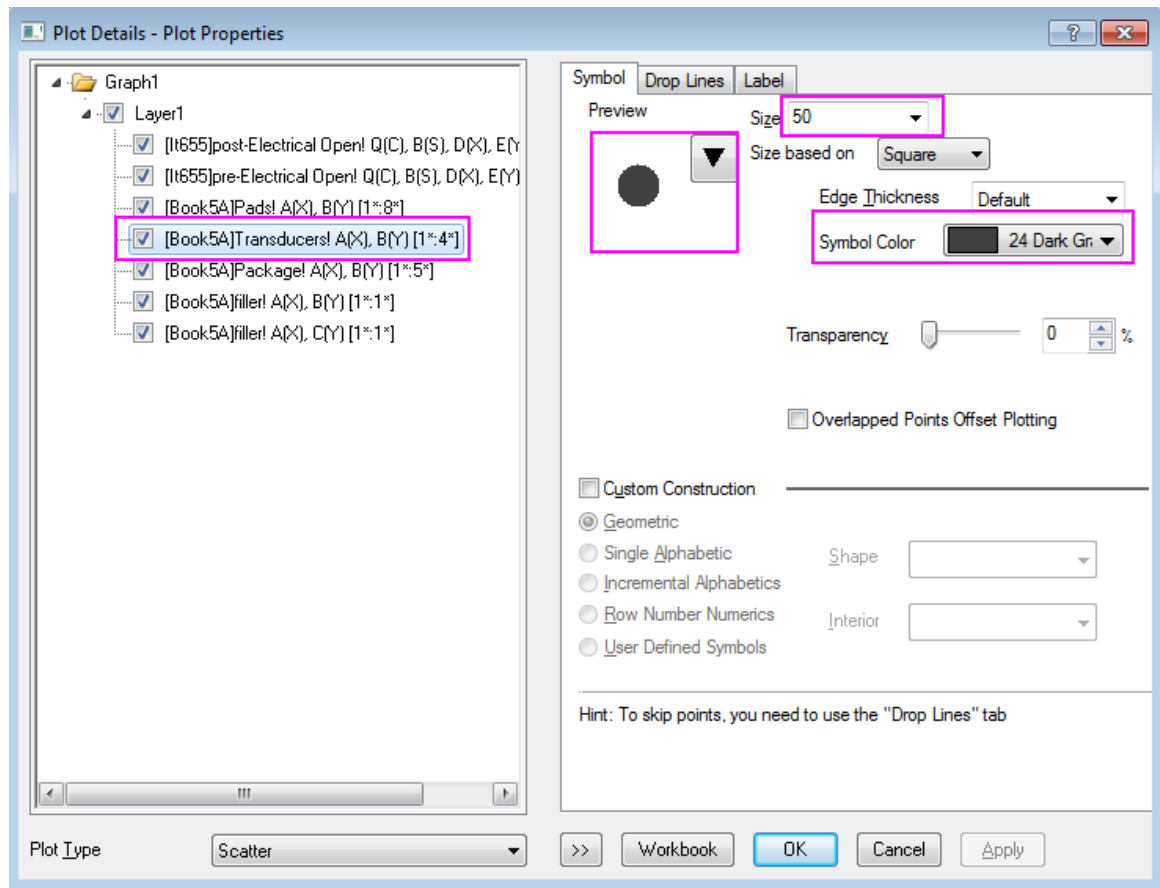 Plot Details - Plot Properties
Graph1
Layer1
[lt655]post-Electrical Open! Q(C), B(S), D(X), E(Y
[lt655]pre-Electrical Open! Q(C), B(S), D(X), E(Y)
[Book5A]Pads! A(X), B(Y) [1*:8*]
[Book5A]Transducers! A(X), B(Y) [1*:4*]
[Book5A]Package! A(X), B(Y) [1*:5*]
[Book5A]filler! A(X), B(Y) [1*:1*]
[Book5A]filler! A(X), C(Y) [1*:1*]
Symbol Drop Lines Label
Preview
Size 50
Size based on Square
Edge Thickness Default
Symbol Color 24 Dark Gr
Transparency 0 %
Overlapped Points Offset Plotting
Custom Construction
Geometric
Single Alphabetic
Shape
Incremental Alphabetics
Row Number Numerics
Interior
User Defined Symbols
Hint: To skip points, you need to use the "Drop Lines" tab
Plot Type Scatter >> Workbook OK Cancel Apply